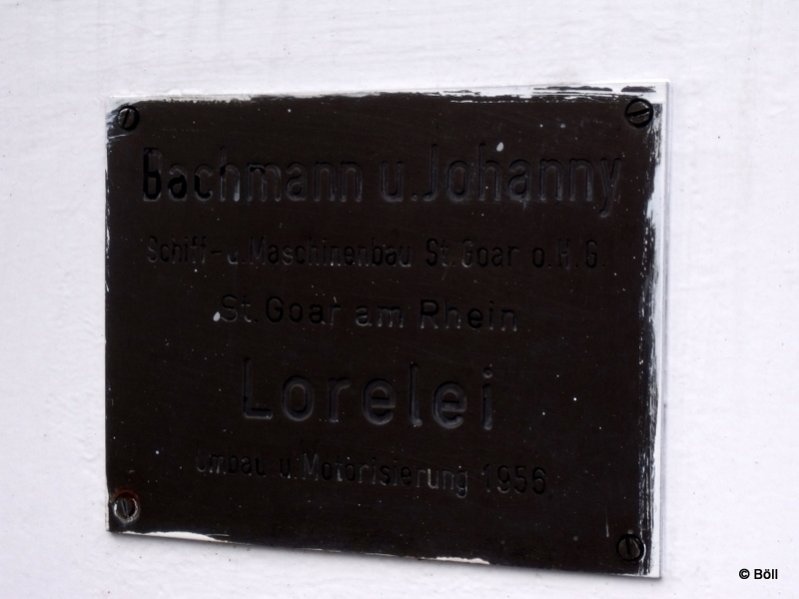 Bachmann u. Johanny
Schiff- u. Maschinenbau St. Goar o.H.G.
St. Goar am Rhein
Lorelei
Umbau u. Motorisierung 1956
© Böll